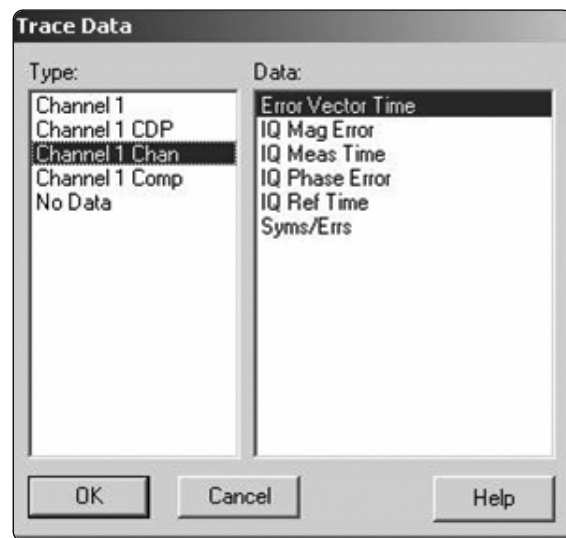 Trace Data
Type:
Channel 1
Channel 1 CDP
Channel 1 Chan
Channel 1 Comp
No Data
Data:
Error Vector Time
IQ Mag Error
IQ Meas Time
IQ Phase Error
IQ Ref Time
Syms/Errs
OK
Cancel
Help